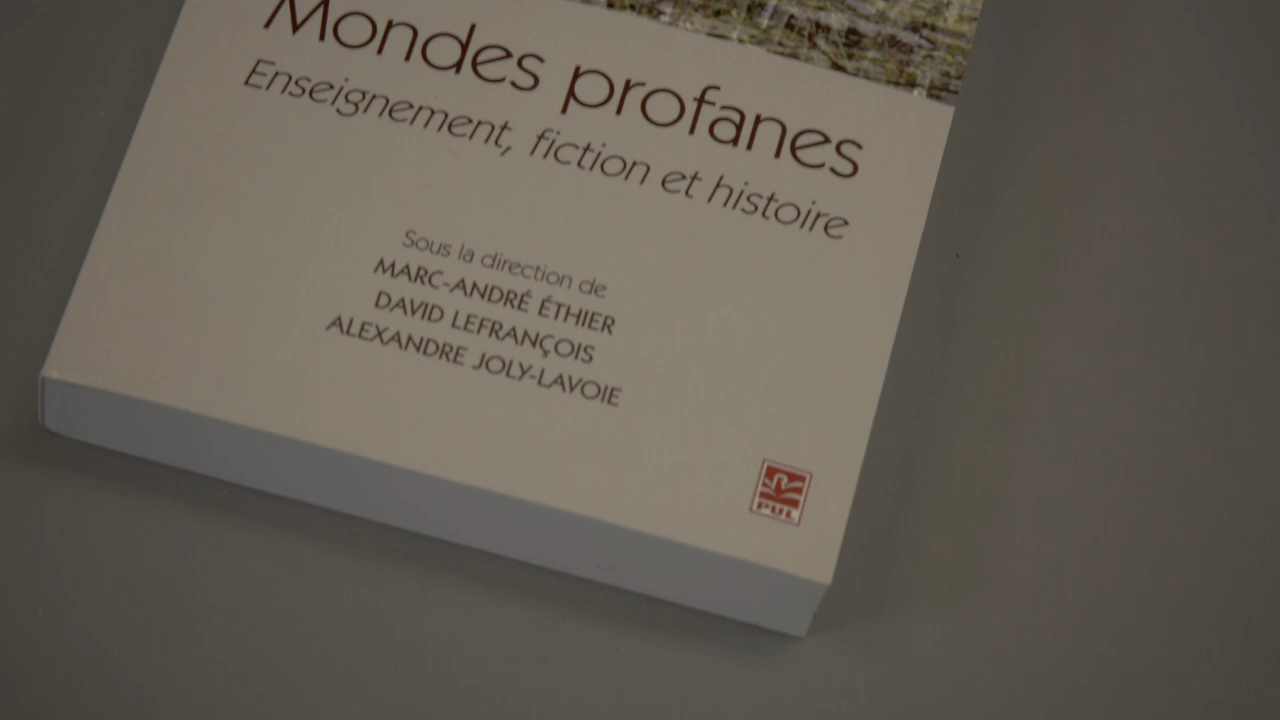 Mondes profanes
Enseignement, fiction et histoire
Sous la direction de
MARC-ANDRÉ ÉTHIER
DAVID LEFRANÇOIS
ALEXANDRE JOLY-LAVOIE
PUL